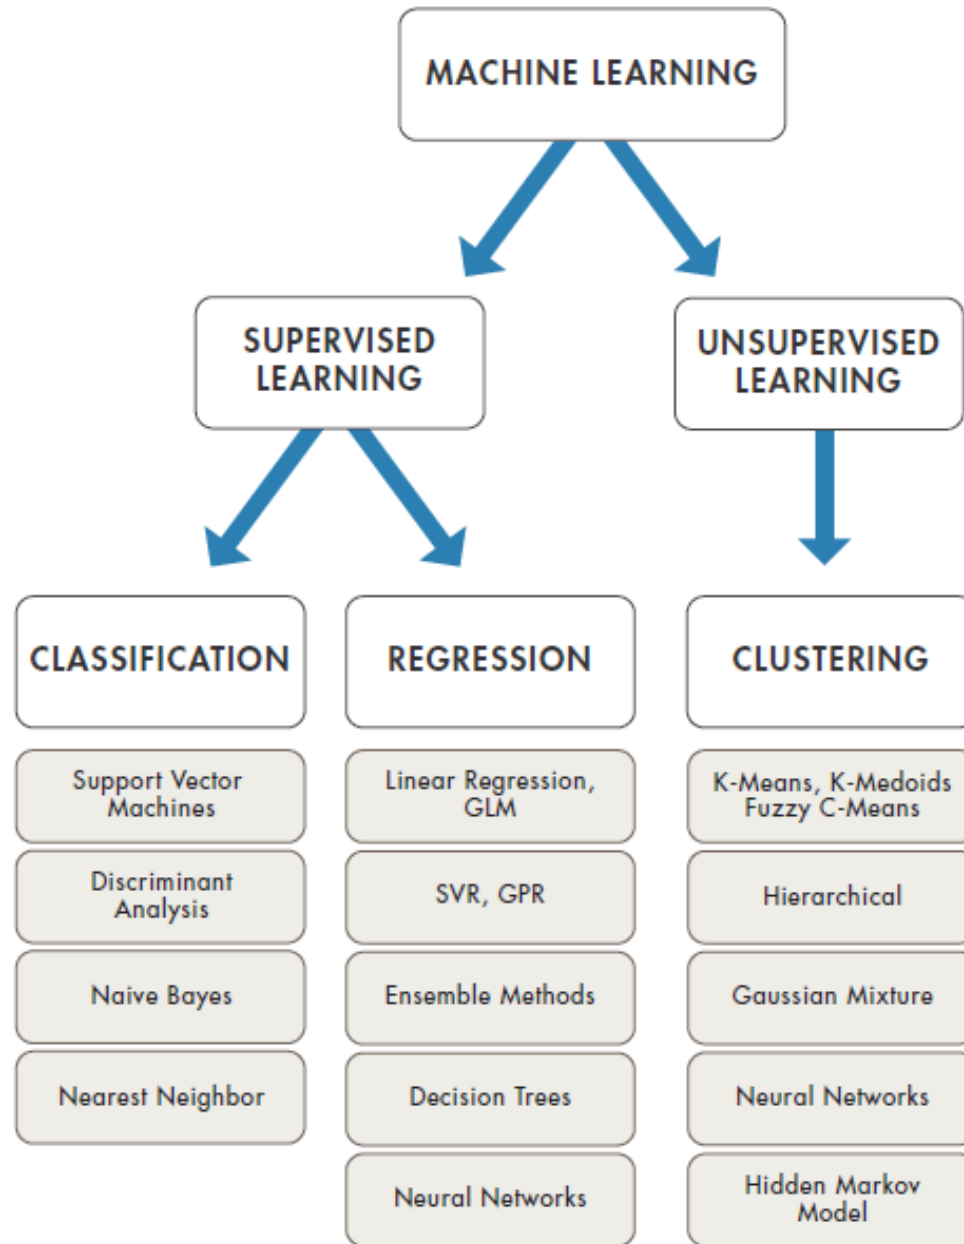 MACHINE LEARNING
SUPERVISED
LEARNING
UNSUPERVISED
LEARNING
CLASSIFICATION
REGRESSION
CLUSTERING
Support Vector
Machines
Discriminant
Analysis
Naive Bayes
Nearest Neighbor
Linear Regression,
GLM
SVR, GPR
Ensemble Methods
Decision Trees
Neural Networks
K-Means, K-Medoids
Fuzzy C-Means
Hierarchical
Gaussian Mixture
Neural Networks
Hidden Markov
Model